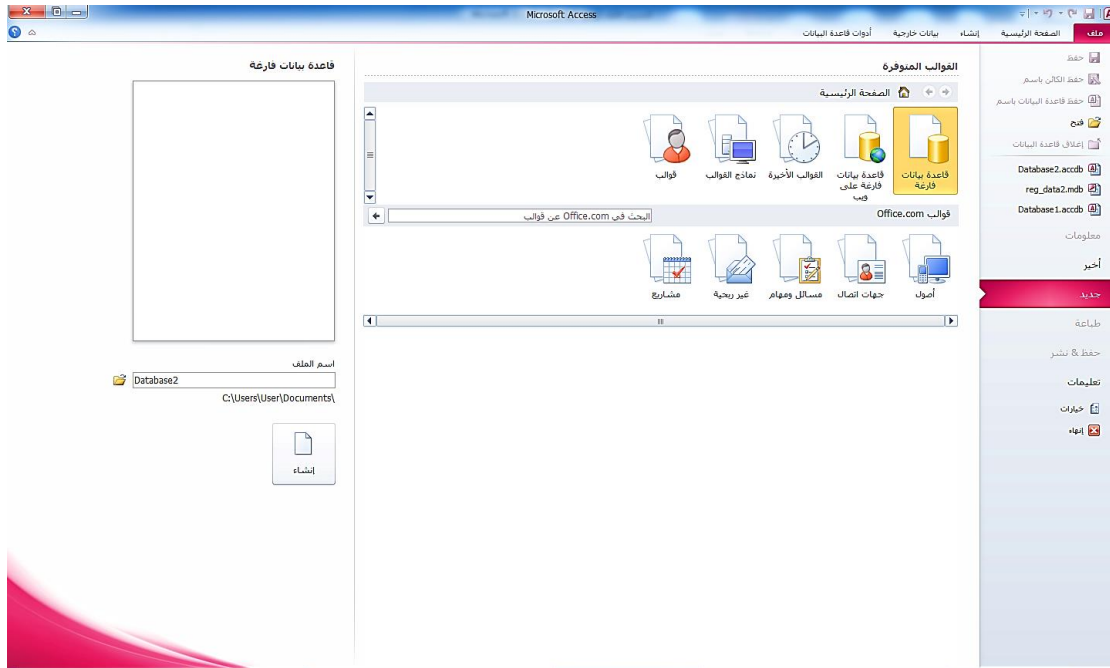 Microsoft Access
ملف الصفحة الرئيسية إنشاء بيانات خارجية أدوات قاعدة البيانات
حفظ
حفظ الكائن باسم
حفظ قاعدة البيانات باسم
فتح
إغلاق قاعدة البيانات
Database2.accdb
reg_data2.mdb
Database1.accdb
معلومات
أخير
جديد
طباعة
حفظ & نشر
تعليمات
خيارات
إنهاء
القوالب المتوفرة
الصفحة الرئيسية
قاعدة بيانات فارغة
قاعدة بيانات فارغة على ويب
القوالب الأخيرة
نماذج القوالب
قوالب
قوالب Office.com
البحث في Office.com عن قوالب
أصول
جهات اتصال
مسائل ومهام
غير ربحية
مشاريع
قاعدة بيانات فارغة
اسم الملف
Database2
C:\Users\User\Documents\
إنشاء